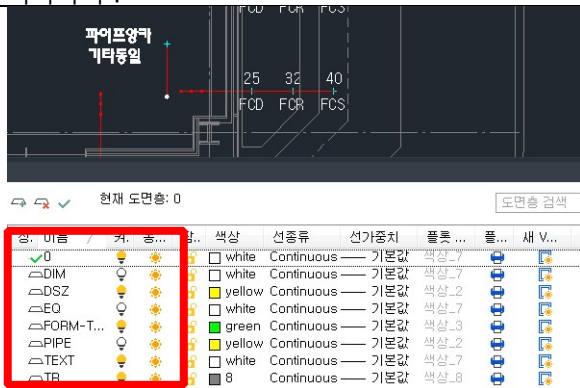 FCD FCR FCS
파이프앙카
기타동일
25 32 40
FCD FCR FCS
현재 도면층: 0
도면층 검색
상. 이름 / 켜. 동... 잠.. 색상 선종류 선가중치 플롯 ... 플... 새 V...
0 white Continuous 기본값 색상_7
DIM white Continuous 기본값 색상_7
DSZ yellow Continuous 기본값 색상_2
EQ white Continuous 기본값 색상_7
FORM-T... green Continuous 기본값 색상_3
PIPE yellow Continuous 기본값 색상_2
TEXT white Continuous 기본값 색상_7
TB 8 Continuous 기본값 색상_8